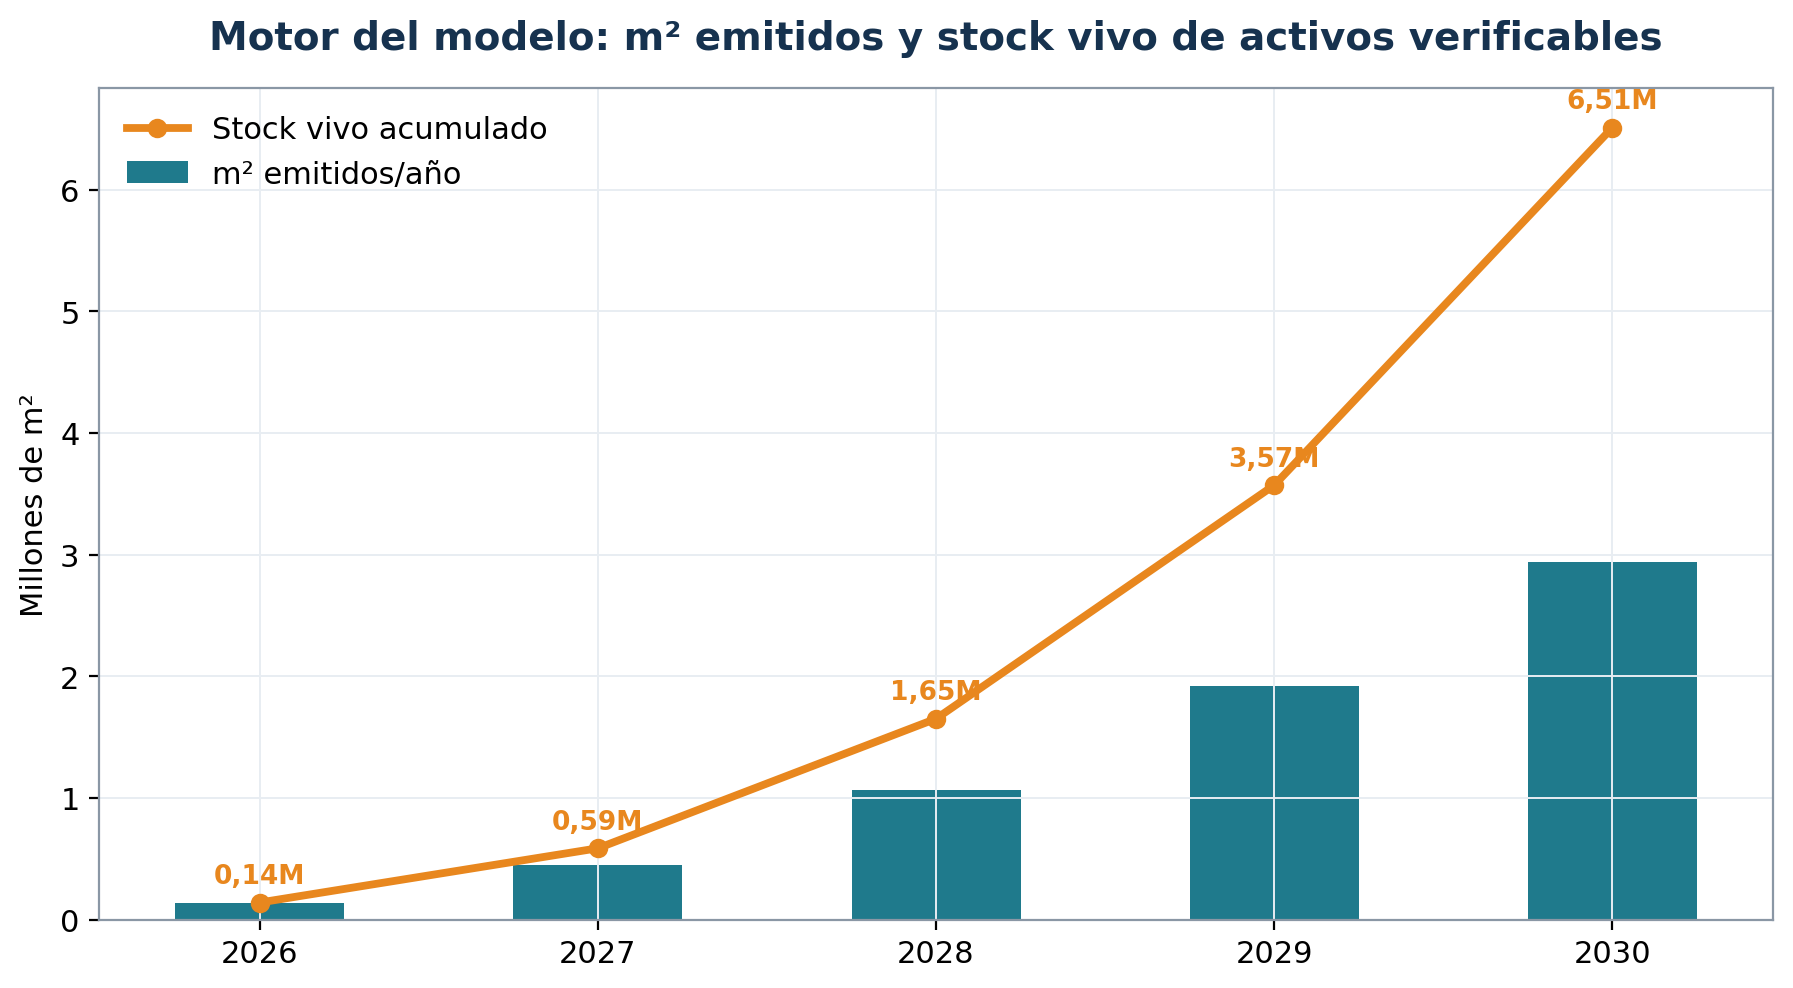 Motor del modelo: m² emitidos y stock vivo de activos verificables
Stock vivo acumulado
m² emitidos/año
Millones de m²
6
5
4
3
2
1
0
0,14M
0,59M
1,65M
3,57M
6,51M
2026
2027
2028
2029
2030